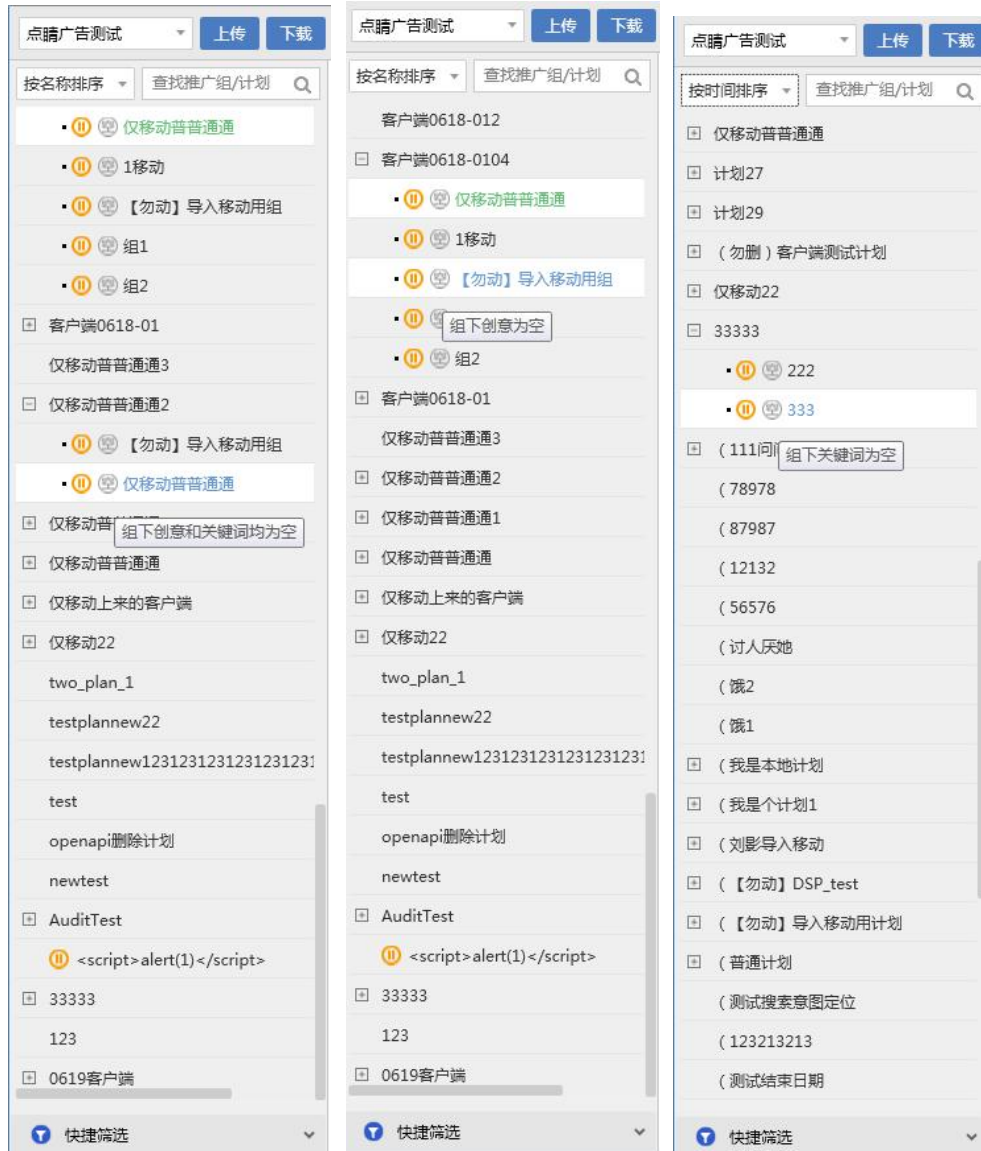 点睛广告测试 上传 下载
按名称排序 查找推广组/计划
仅移动普普通通
1移动
【勿动】导入移动用组
组1
组2
客户端0618-01
仅移动普普通通3
仅移动普普通通2
【勿动】导入移动用组
仅移动普普通通
仅移动普
组下创意和关键词均为空
仅移动普普通通
仅移动上来的客户端
仅移动22
two_plan_1
testplannew22
testplannew1231231231231231231
test
openapi删除计划
newtest
AuditTest
<script>alert(1)</script>
33333
123
0619客户端
快捷筛选
点睛广告测试 上传 下载
按名称排序 查找推广组/计划
客户端0618-012
客户端0618-0104
仅移动普普通通
1移动
【勿动】导入移动用组
组下创意为空
组2
客户端0618-01
仅移动普普通通3
仅移动普普通通2
仅移动普普通通1
仅移动普普通通
仅移动上来的客户端
仅移动22
two_plan_1
testplannew22
testplannew1231231231231231231
test
openapi删除计划
newtest
AuditTest
<script>alert(1)</script>
33333
123
0619客户端
快捷筛选
点睛广告测试 上传 下载
按时间排序 查找推广组/计划
仅移动普普通通
计划27
计划29
(勿删)客户端测试计划
仅移动22
33333
222
333
(111问
组下关键词为空
(78978
(87987
(12132
(56576
(讨人厌她
(饿2
(饿1
(我是本地计划
(我是个计划1
(刘影导入移动
(【勿动】DSP_test
(【勿动】导入移动用计划
(普通计划
(测试搜索意图定位
(123213213
(测试结束日期
快捷筛选